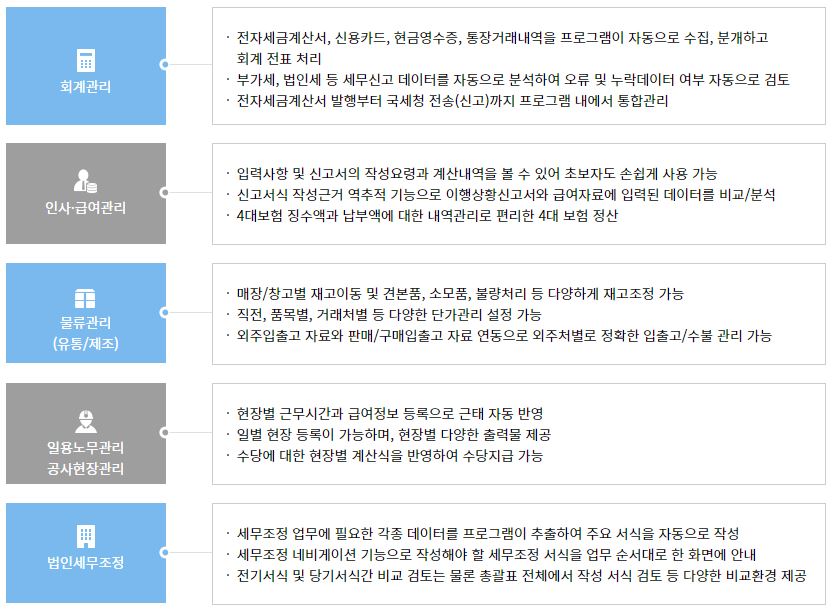 회계관리
· 전자세금계산서, 신용카드, 현금영수증, 통장거래내역을 프로그램이 자동으로 수집, 분개하고
회계 전표 처리
· 부가세, 법인세 등 세무신고 데이터를 자동으로 분석하여 오류 및 누락데이터 여부 자동으로 검토
· 전자세금계산서 발행부터 국세청 전송(신고)까지 프로그램 내에서 통합관리
인사·급여관리
· 입력사항 및 신고서의 작성요령과 계산내역을 볼 수 있어 초보자도 손쉽게 사용 가능
· 신고서식 작성근거 역추적 기능으로 이행상황신고서와 급여자료에 입력된 데이터를 비교/분석
· 4대보험 징수액과 납부액에 대한 내역관리로 편리한 4대 보험 정산
물류관리
(유통/제조)
· 매장/창고별 재고이동 및 견본품, 소모품, 불량처리 등 다양하게 재고조정 가능
· 직전, 품목별, 거래처별 등 다양한 단가관리 설정 가능
· 외주입출고 자료와 판매/구매입출고 자료 연동으로 외주처별로 정확한 입출고/수불 관리 가능
일용노무관리
공사현장관리
· 현장별 근무시간과 급여정보 등록으로 근태 자동 반영
· 일별 현장 등록이 가능하며, 현장별 다양한 출력물 제공
· 수당에 대한 현장별 계산식을 반영하여 수당지급 가능
법인세무조정
· 세무조정 업무에 필요한 각종 데이터를 프로그램이 추출하여 주요 서식을 자동으로 작성
· 세무조정 네비게이션 기능으로 작성해야 할 세무조정 서식을 업무 순서대로 한 화면에 안내
· 전기서식 및 당기서식간 비교 검토는 물론 총괄표 전체에서 작성 서식 검토 등 다양한 비교환경 제공